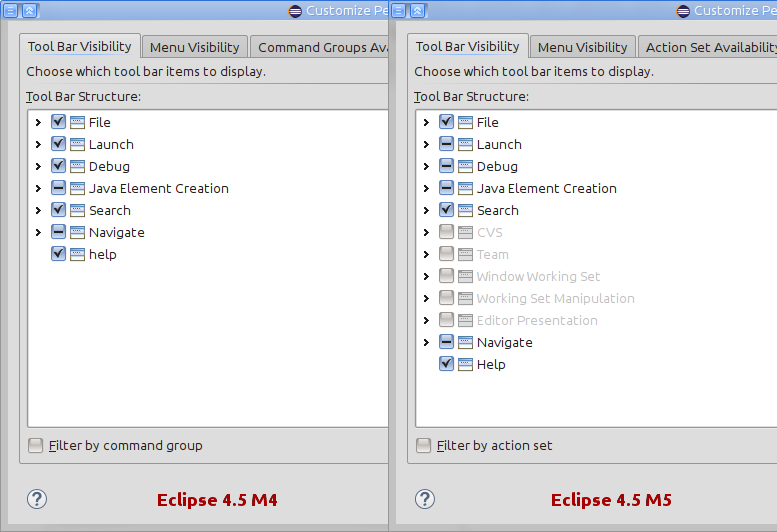 Customize Pe
Tool Bar Visibility
Menu Visibility
Command Groups Ava
Choose which tool bar items to display.
Tool Bar Structure:
File
Launch
Debug
Java Element Creation
Search
Navigate
help
Filter by command group
?
Eclipse 4.5 M4
Customize Pe
Tool Bar Visibility
Menu Visibility
Action Set Availability
Choose which tool bar items to display.
Tool Bar Structure:
File
Launch
Debug
Java Element Creation
Search
CVS
Team
Window Working Set
Working Set Manipulation
Editor Presentation
Navigate
Help
Filter by action set
?
Eclipse 4.5 M5